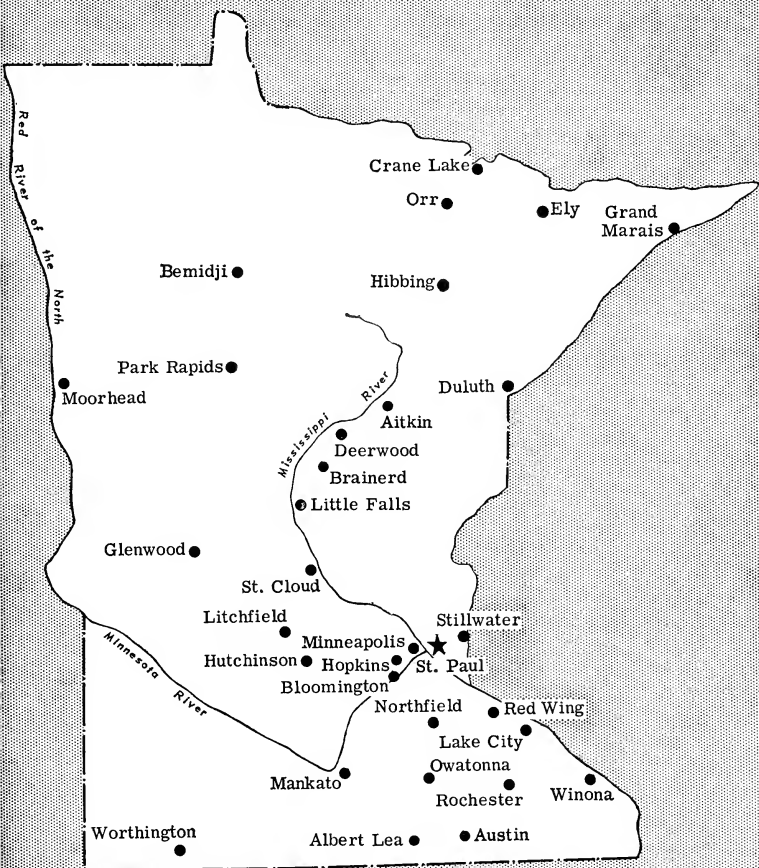 Red River of the North
Crane Lake
Orr
Ely
Grand
Marais
Bemidji
Hibbing
Park Rapids
Moorhead
Duluth
Mississippi River
Aitkin
Deerwood
Brainerd
Little Falls
Glenwood
St. Cloud
Litchfield
Stillwater
Minneapolis
Hutchinson
Hopkins
St. Paul
Bloomington
Minnesota River
Northfield
Red Wing
Lake City
Owatonna
Mankato
Rochester
Winona
Worthington
Albert Lea
Austin